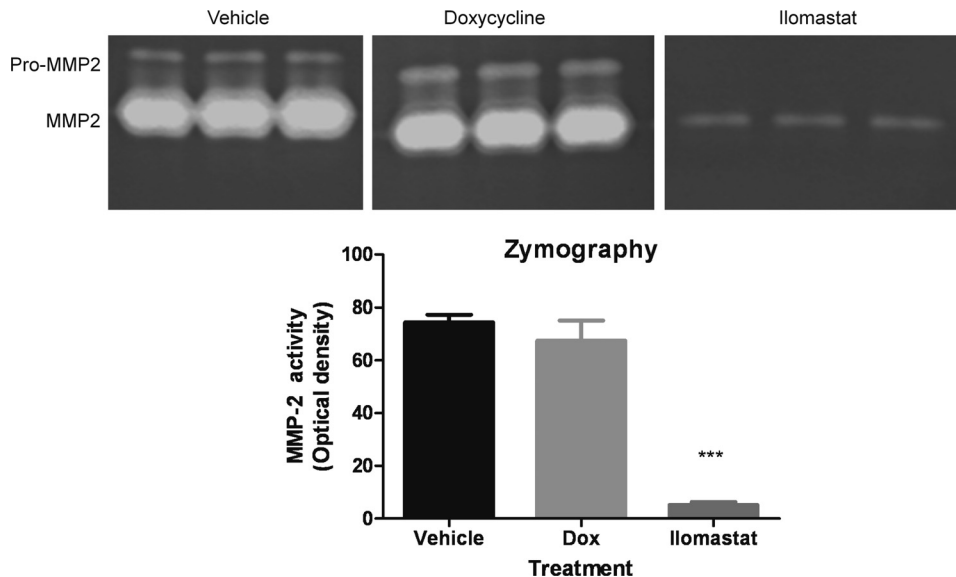 Vehicle Doxycycline Ilomastat
Pro-MMP2
MMP2
Zymography
100
80
60
40
20
0
MMP-2 activity
(Optical density)
***
Vehicle Dox Ilomastat
Treatment